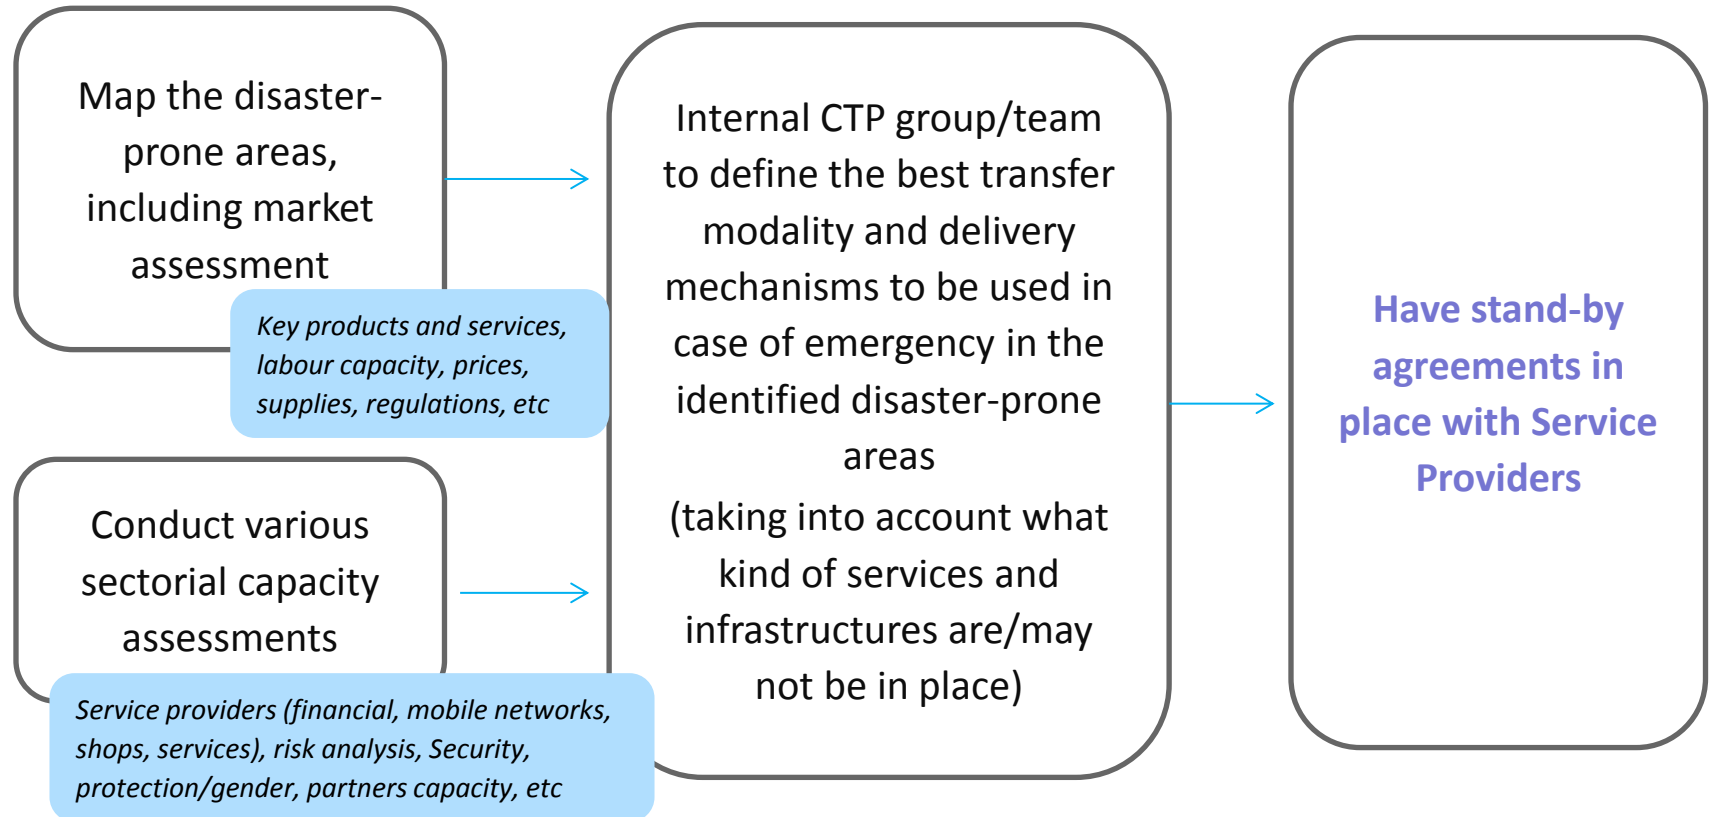 Map the disaster-
prone areas,
including market
assessment
Key products and services,
labour capacity, prices,
supplies, regulations, etc
Conduct various
sectorial capacity
assessments
Service providers (financial, mobile networks,
shops, services), risk analysis, Security,
protection/gender, partners capacity, etc
Internal CTP group/team
to define the best transfer
modality and delivery
mechanisms to be used in
case of emergency in the
identified disaster-prone
areas
(taking into account what
kind of services and
infrastructures are/may
not be in place)
Have stand-by
agreements in
place with Service
Providers